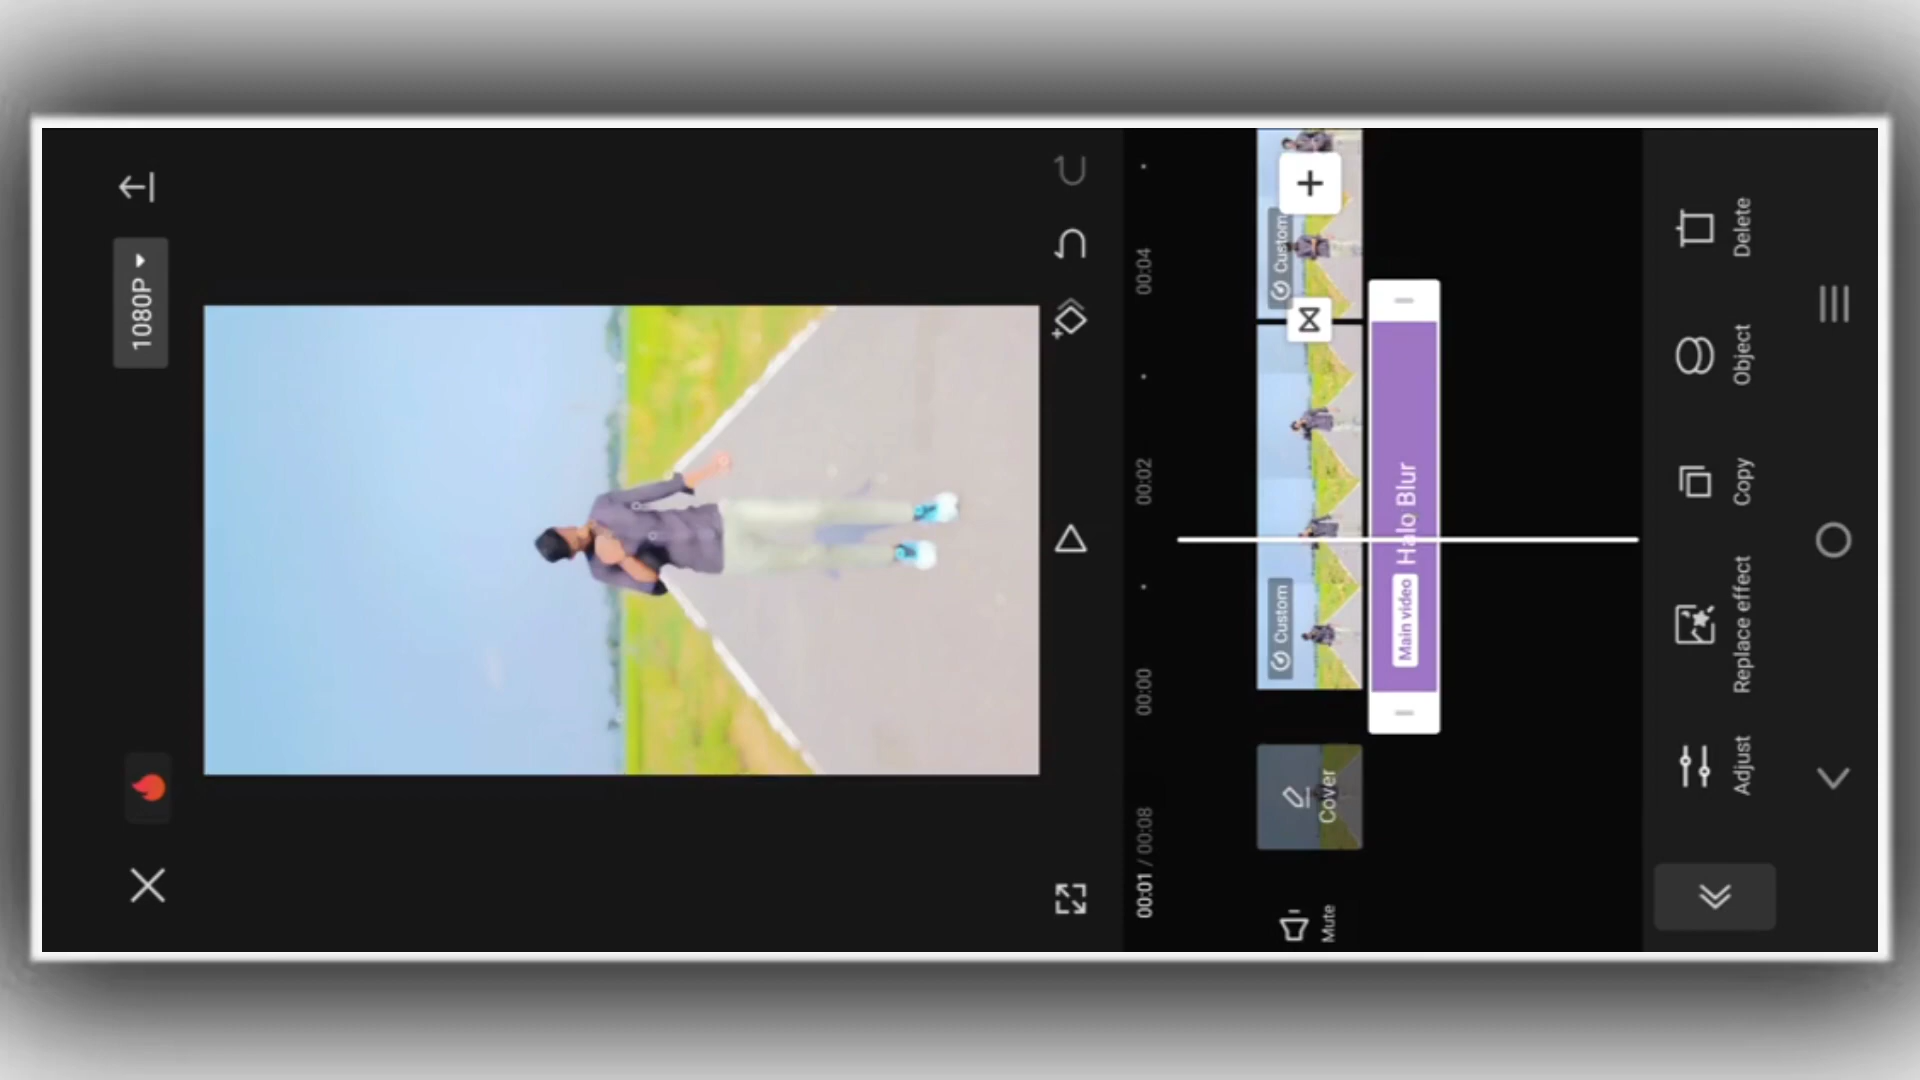 1080P
00:01 / 00:08
00:00
00:02
00:04
Mute
Cover
Custom
Custom
Main video
Halo Blur
Adjust
Replace effect
Copy
Object
Delete